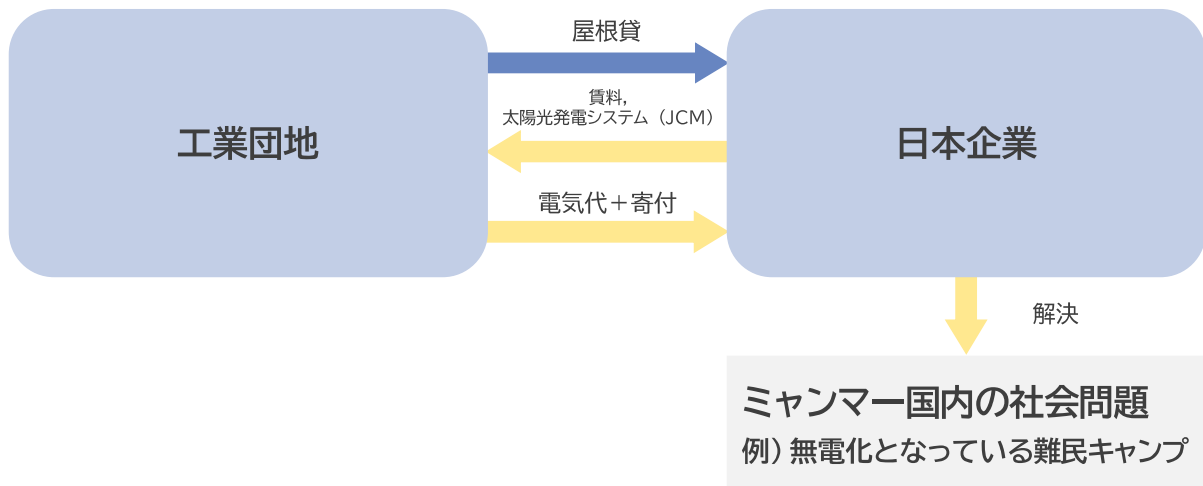 屋根貸
賃料,
太陽光発電システム（JCM）
工業団地
日本企業
電気代＋寄付
解決
ミャンマー国内の社会問題
例）無電化となっている難民キャンプ